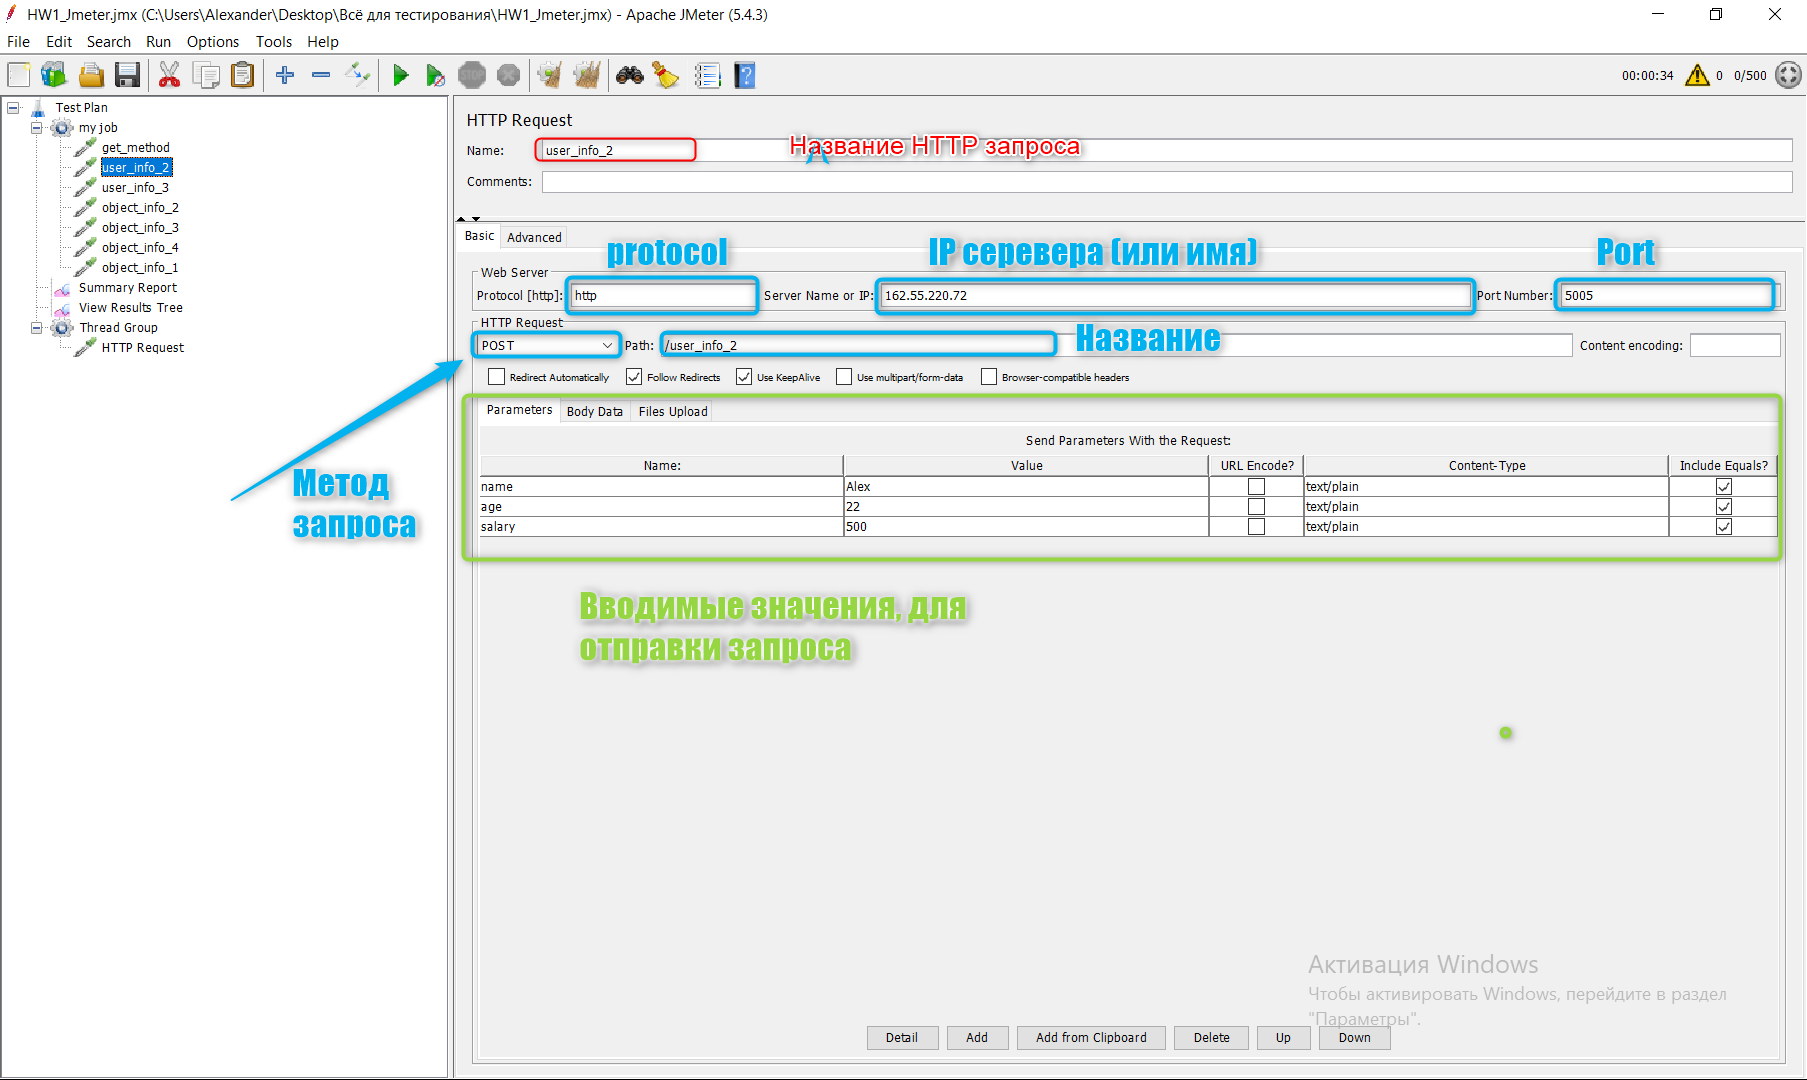 HW1_Jmeter.jmx (C:\Users\Alexander\Desktop\Всё для тестирования\HW1_Jmeter.jmx) - Apache JMeter (5.4.3)
File Edit Search Run Options Tools Help
STOP
00:00:34 0 0/500
Test Plan
my job
get_method
user_info_2
user_info_3
object_info_2
object_info_3
object_info_4
object_info_1
Summary Report
View Results Tree
Thread Group
HTTP Request
HTTP Request
Name: user_info_2 Название HTTP запроса
Comments:
Basic Advanced
protocol IP серевера (или имя) Port
Web Server
Protocol [http]: http Server Name or IP: 162.55.220.72 Port Number: 5005
HTTP Request
POST Path: /user_info_2 Название Content encoding:
Redirect Automatically Follow Redirects Use KeepAlive Use multipart/form-data Browser-compatible headers
Метод
запроса
Parameters Body Data Files Upload
Send Parameters With the Request:
Name: Value URL Encode? Content-Type Include Equals?
name Alex text/plain
age 22 text/plain
salary 500 text/plain
Вводимые значения, для
отправки запроса
Активация Windows
Чтобы активировать Windows, перейдите в раздел
"Параметры".
Detail Add Add from Clipboard Delete Up Down